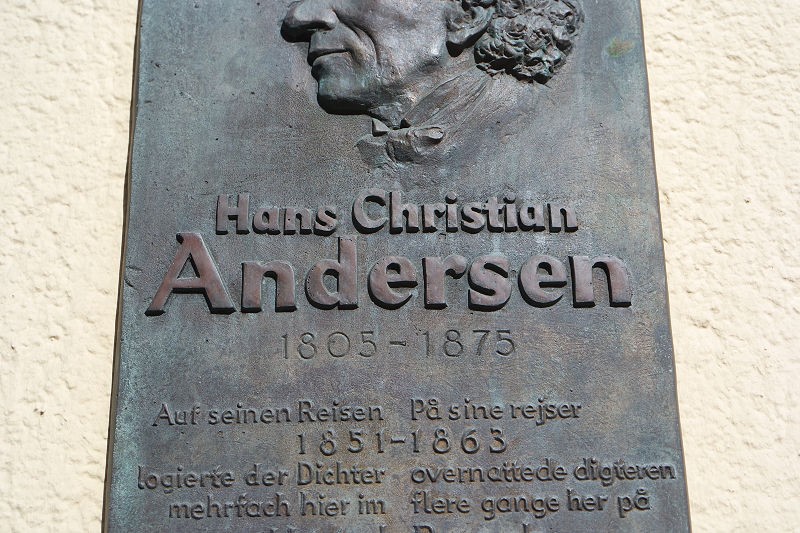 Hans Christian
Andersen
1805 - 1875
Auf seinen Reisen På sine rejser
1851 - 1863
logierte der Dichter overnattede digteren
mehrfach hier im flere gange her på